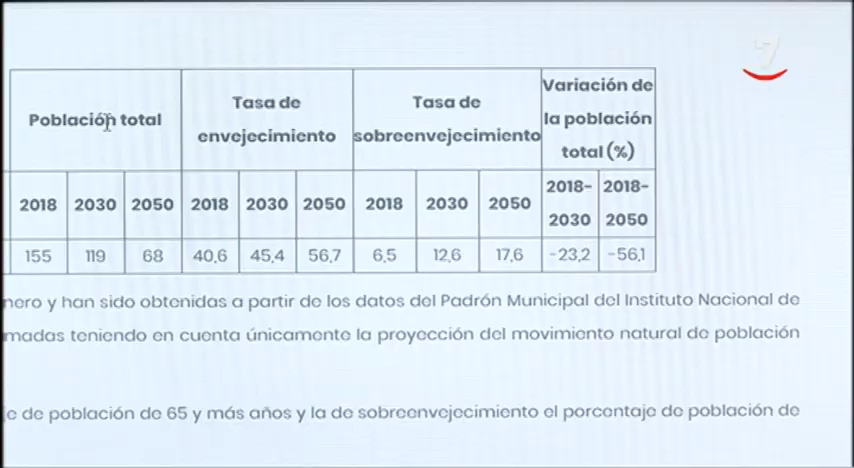 7
Población total
Tasa de
envejecimiento
Tasa de
sobreenvejecimiento
Variación de
la población
total (%)
2018 2030 2050 2018 2030 2050 2018 2030 2050 2018-2030 2018-2050
155 119 68 40,6 45,4 56,7 6,5 12,6 17,6 -23,2 -56,1
nero y han sido obtenidas a partir de los datos del Padrón Municipal del Instituto Nacional de
madas teniendo en cuenta únicamente la proyección del movimiento natural de población
e de población de 65 y más años y la de sobreenvejecimiento el porcentaje de población de